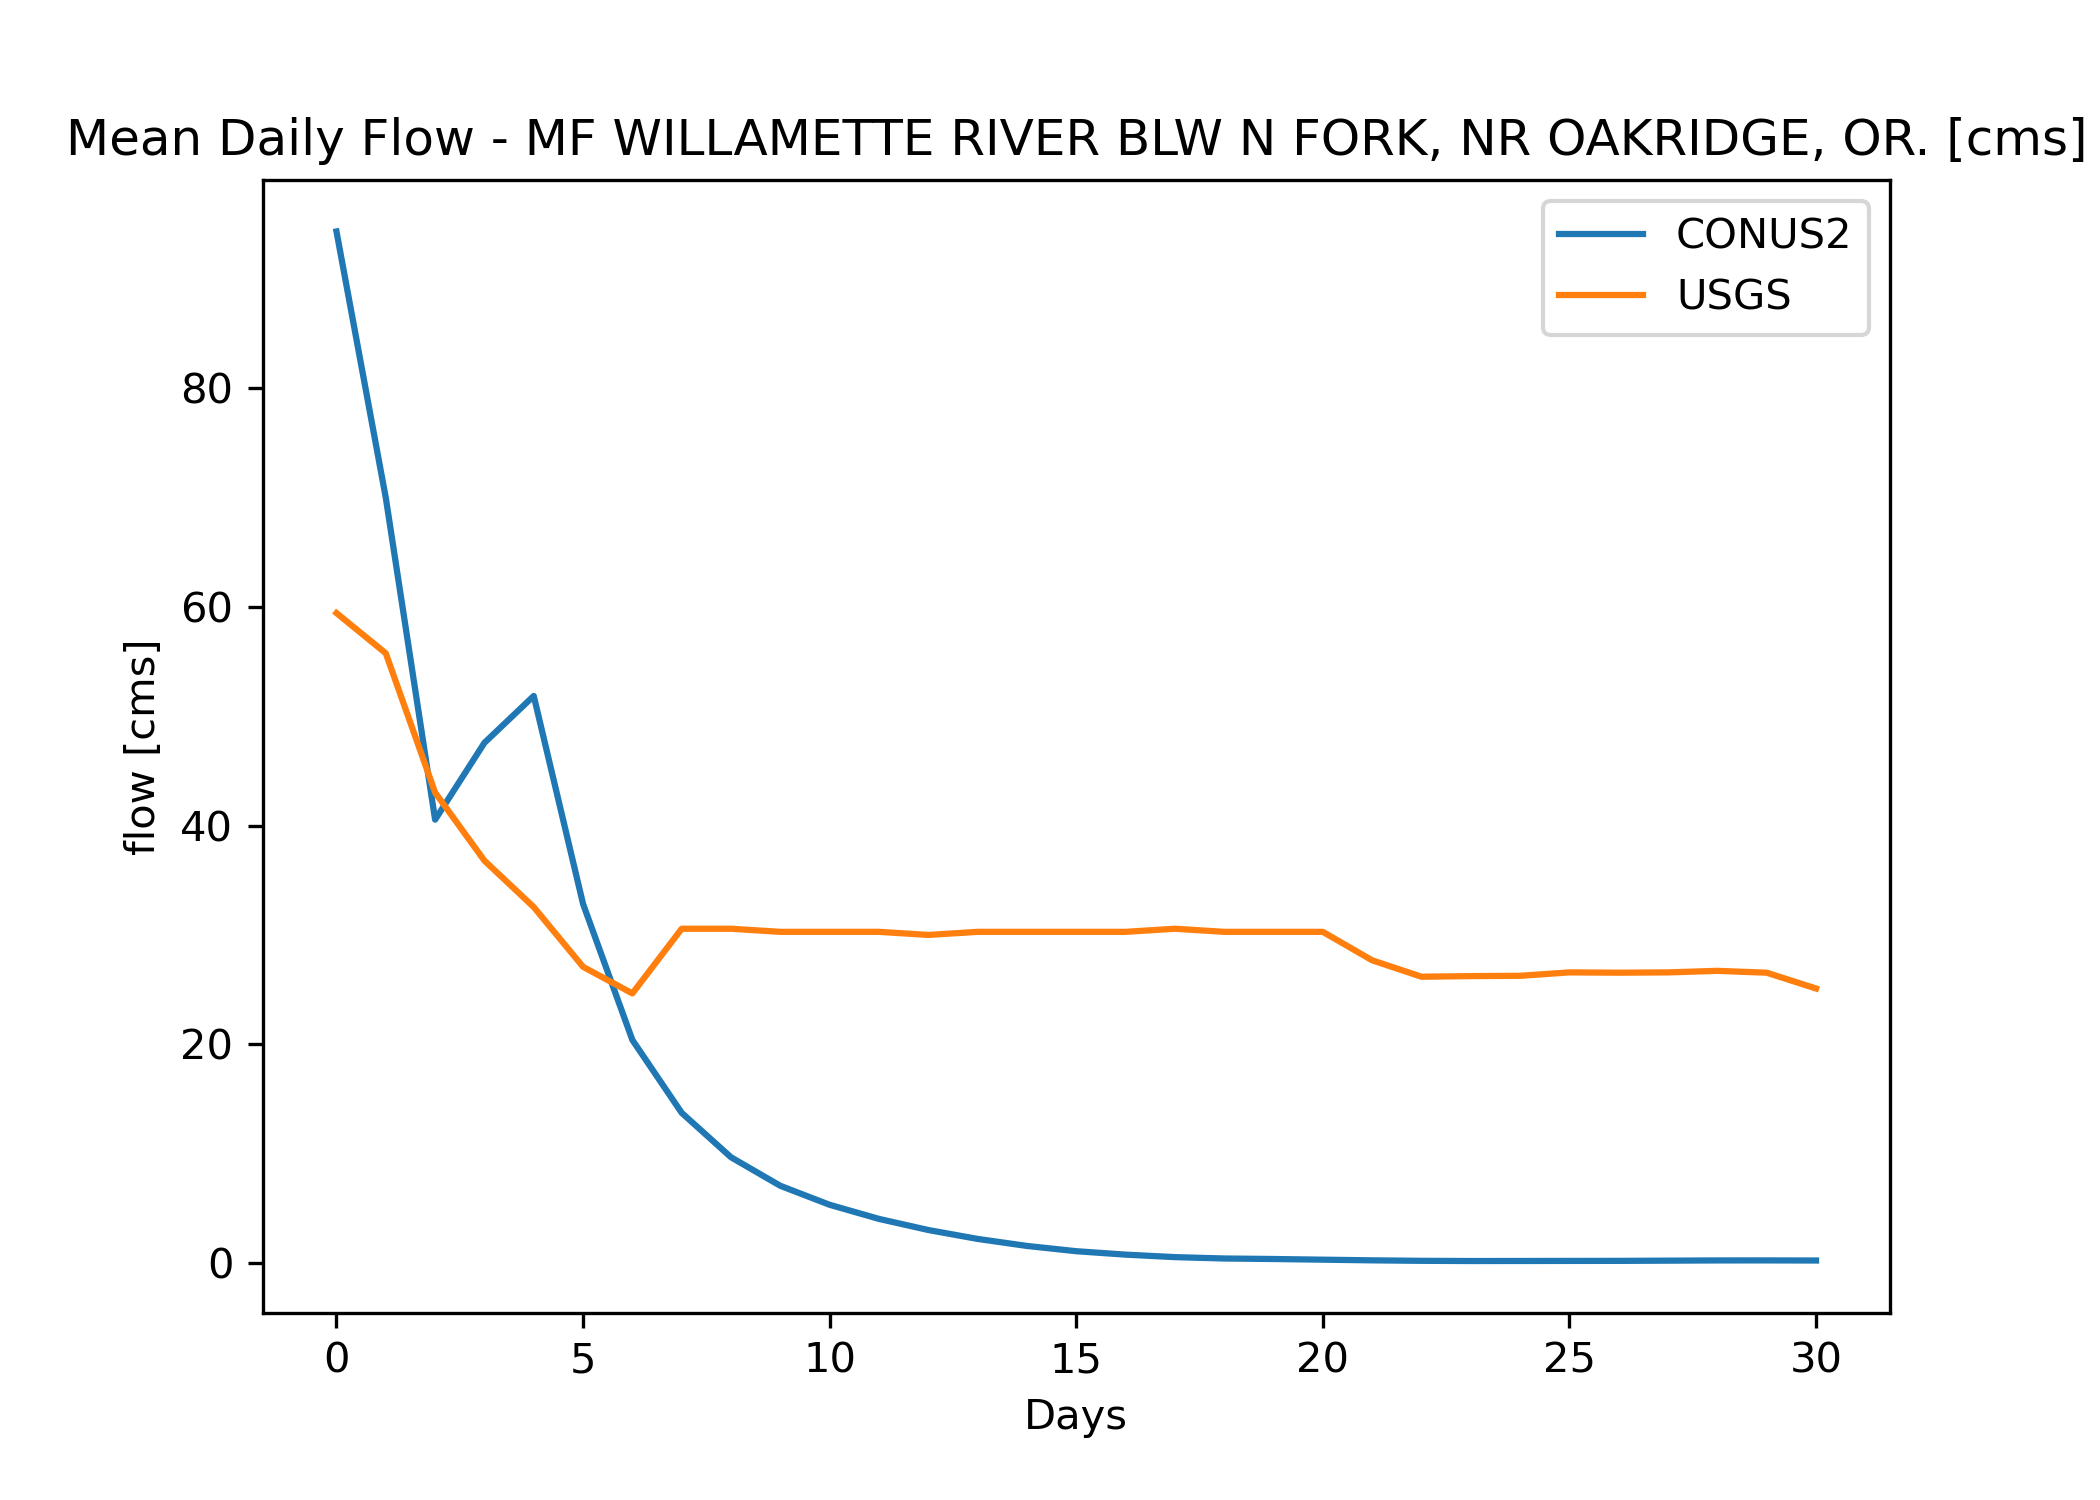 Mean Daily Flow - MF WILLAMETTE RIVER BLW N FORK, NR OAKRIDGE, OR. [cms]
CONUS2
USGS
80
60
40
20
0
flow [cms]
0 5 10 15 20 25 30
Days